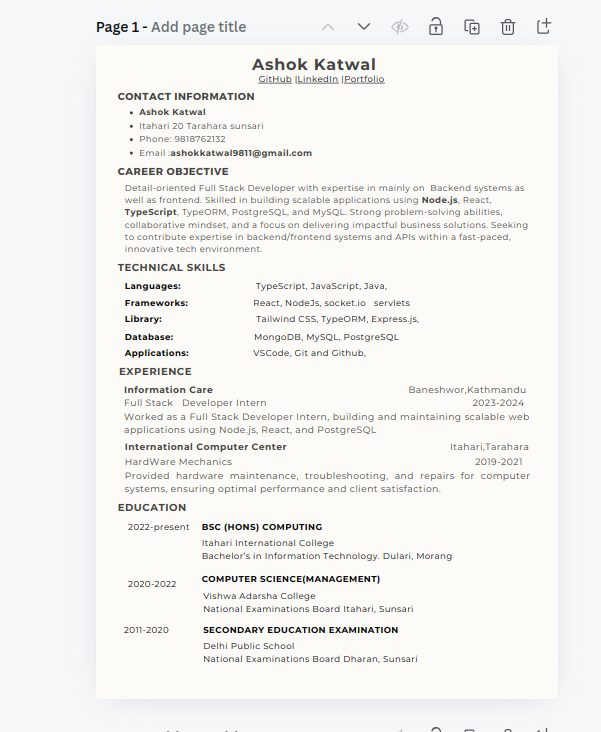 Page 1 - Add page title
Ashok Katwal
GitHub |LinkedIn |Portfolio
CONTACT INFORMATION
• Ashok Katwal
• Itahari 20 Tarahara sunsari
• Phone: 9818762132
• Email :ashokkatwal9811@gmail.com
CAREER OBJECTIVE
Detail-oriented Full Stack Developer with expertise in mainly on Backend systems as
well as frontend. Skilled in building scalable applications using Node.js, React,
TypeScript, TypeORM, PostgreSQL, and MySQL. Strong problem-solving abilities,
collaborative mindset, and a focus on delivering impactful business solutions. Seeking
to contribute expertise in backend/frontend systems and APIs within a fast-paced,
innovative tech environment.
TECHNICAL SKILLS
Languages: TypeScript, JavaScript, Java,
Frameworks: React, NodeJs, socket.io servlets
Library: Tailwind CSS, TypeORM, Express.js,
Database: MongoDB, MySQL, PostgreSQL
Applications: VSCode, Git and Github,
EXPERIENCE
Information Care Baneshwor,Kathmandu
Full Stack Developer Intern 2023-2024
Worked as a Full Stack Developer Intern, building and maintaining scalable web
applications using Node.js, React, and PostgreSQL
International Computer Center Itahari,Tarahara
HardWare Mechanics 2019-2021
Provided hardware maintenance, troubleshooting, and repairs for computer
systems, ensuring optimal performance and client satisfaction.
EDUCATION
2022-present BSC (HONS) COMPUTING
Itahari International College
Bachelor's in Information Technology. Dulari, Morang
2020-2022 COMPUTER SCIENCE(MANAGEMENT)
Vishwa Adarsha College
National Examinations Board Itahari, Sunsari
2011-2020 SECONDARY EDUCATION EXAMINATION
Delhi Public School
National Examinations Board Dharan, Sunsari